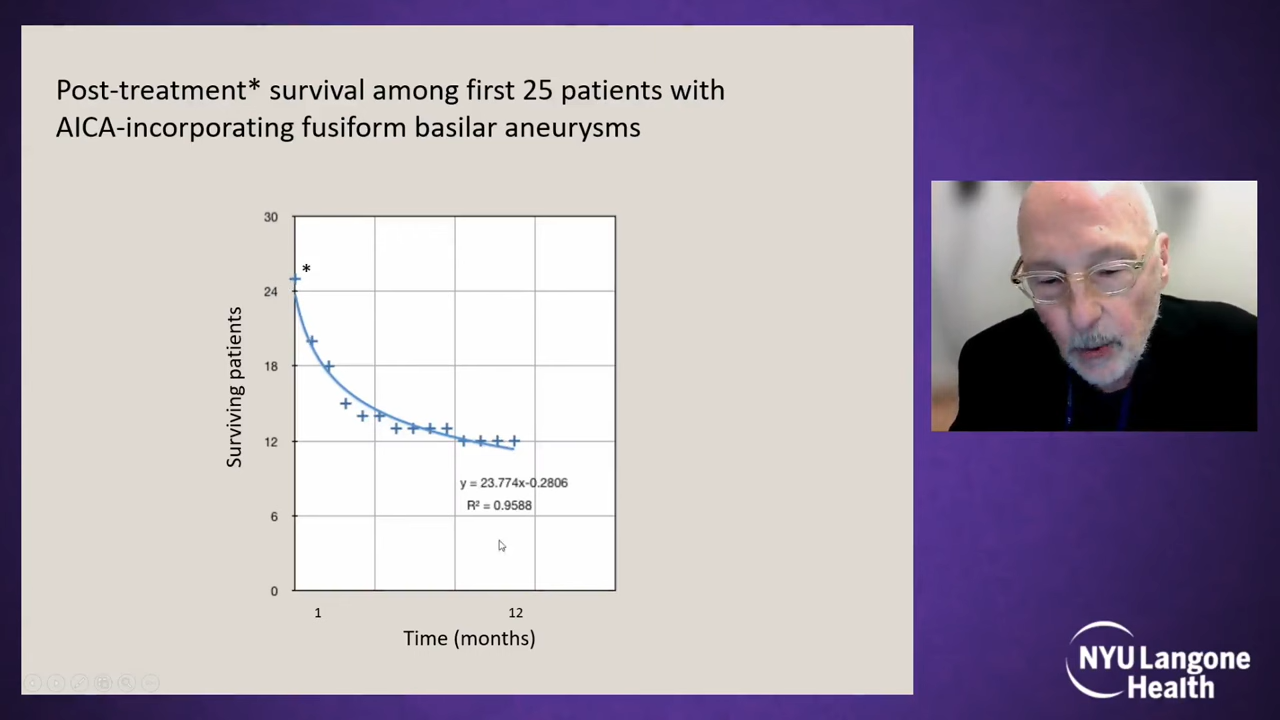 Post-treatment* survival among first 25 patients with
AICA-incorporating fusiform basilar aneurysms
30
*
24
18
12
6
0
Surviving patients
y = 23.774x-0.2806
R² = 0.9588
1
12
Time (months)
NYU Langone
Health